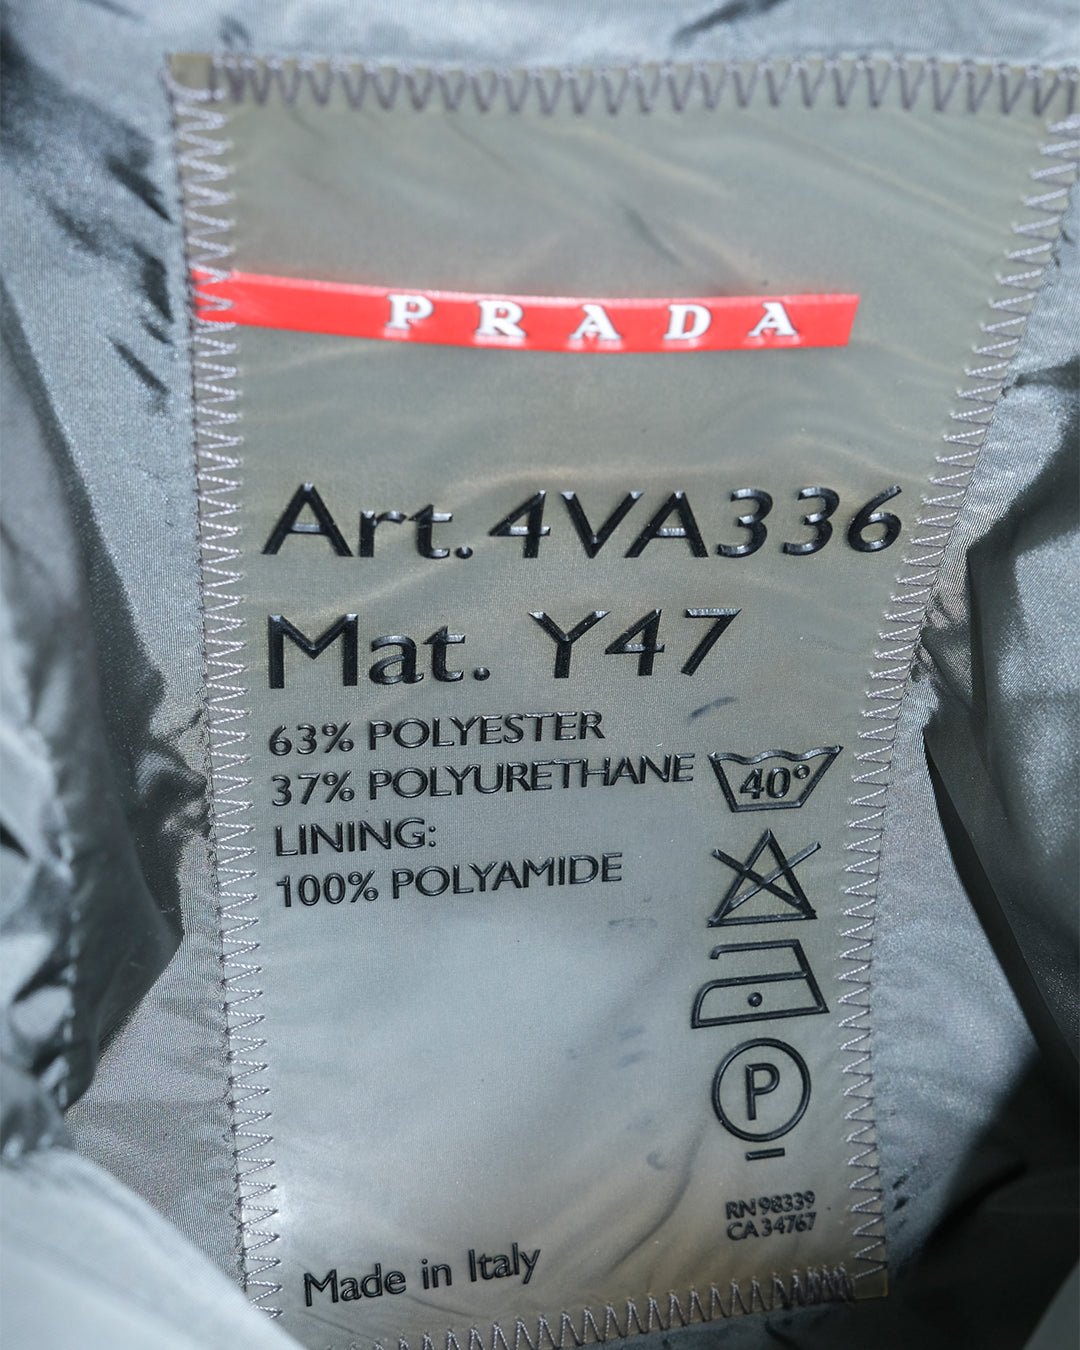 PRADA
Art. 4VA336
Mat. Y47
63% POLYESTER
37% POLYURETHANE
LINING:
100% POLYAMIDE
40°
P
RN 98339
CA 34767
Made in Italy